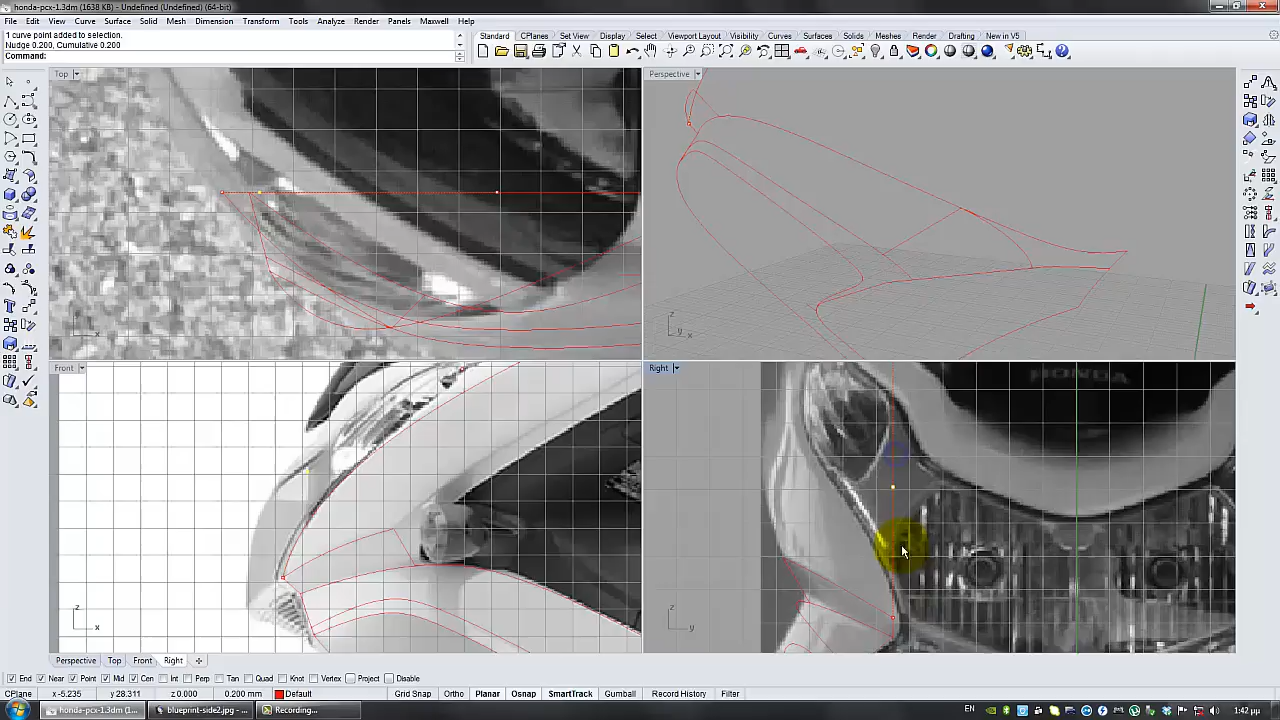 honda-pcx-1.3dm (1638 KB) - Undefined (Undefined) (64-bit)
File Edit View Curve Surface Solid Mesh Dimension Transform Tools Analyze Render Panels Maxwell Help
1 curve point added to selection.
Nudge 0.200, Cumulative 0.200
Command:
Standard CPlanes Set View Display Select Viewport Layout Visibility Curves Surfaces Solids Meshes Render Drafting New in V5
Top
Perspective
z
x
y
Front
Right
HONDA
z
x
z
y
Perspective Top Front Right
End Near Point Mid Cen Int Perp Tan Quad Knot Vertex Project Disable
CPlane x -5.235 y 28.311 z 0.000 0.200 mm Default Grid Snap Ortho Planar Osnap SmartTrack Gumball Record History Filter
honda-pcx-1.3dm (1... blueprint-side2.jpg - ... Recording... EN 1:42 μμ